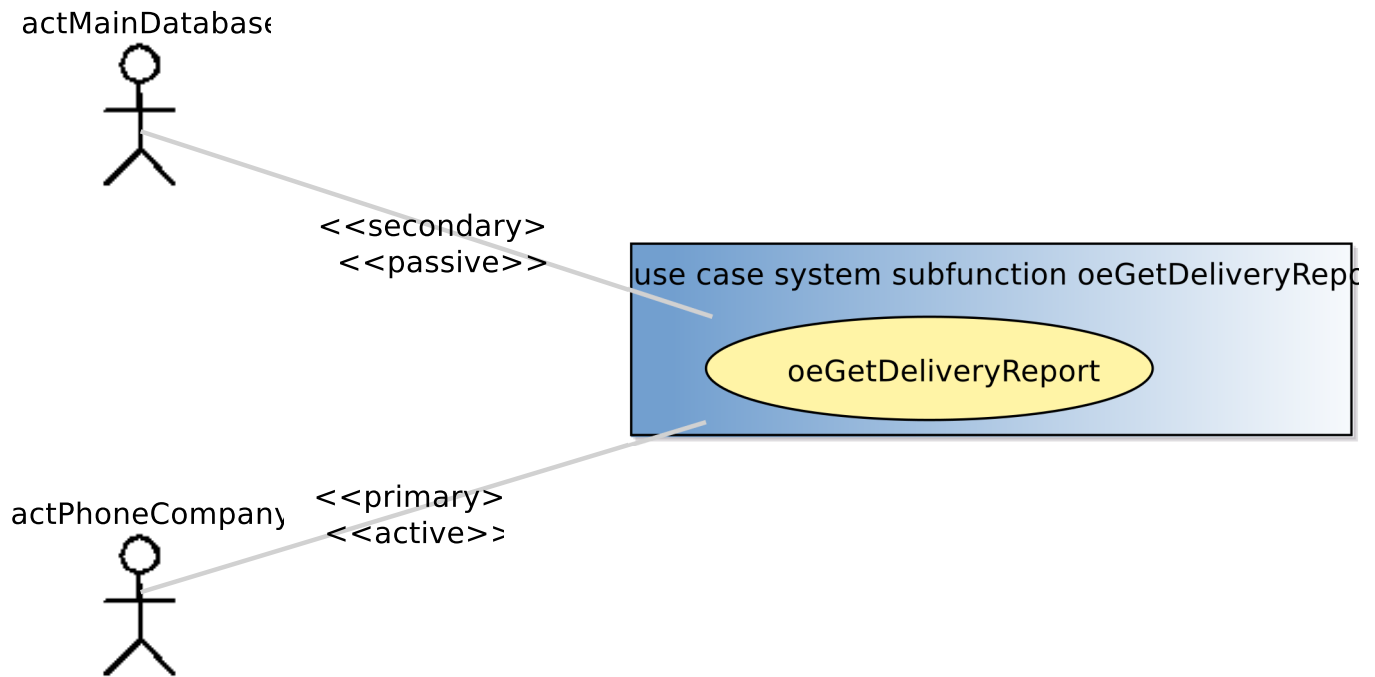 actMainDatabase
<<secondary>
<<passive>>
use case system subfunction oeGetDeliveryRepo
oeGetDeliveryReport
<<primary>
<<active>>
actPhoneCompany